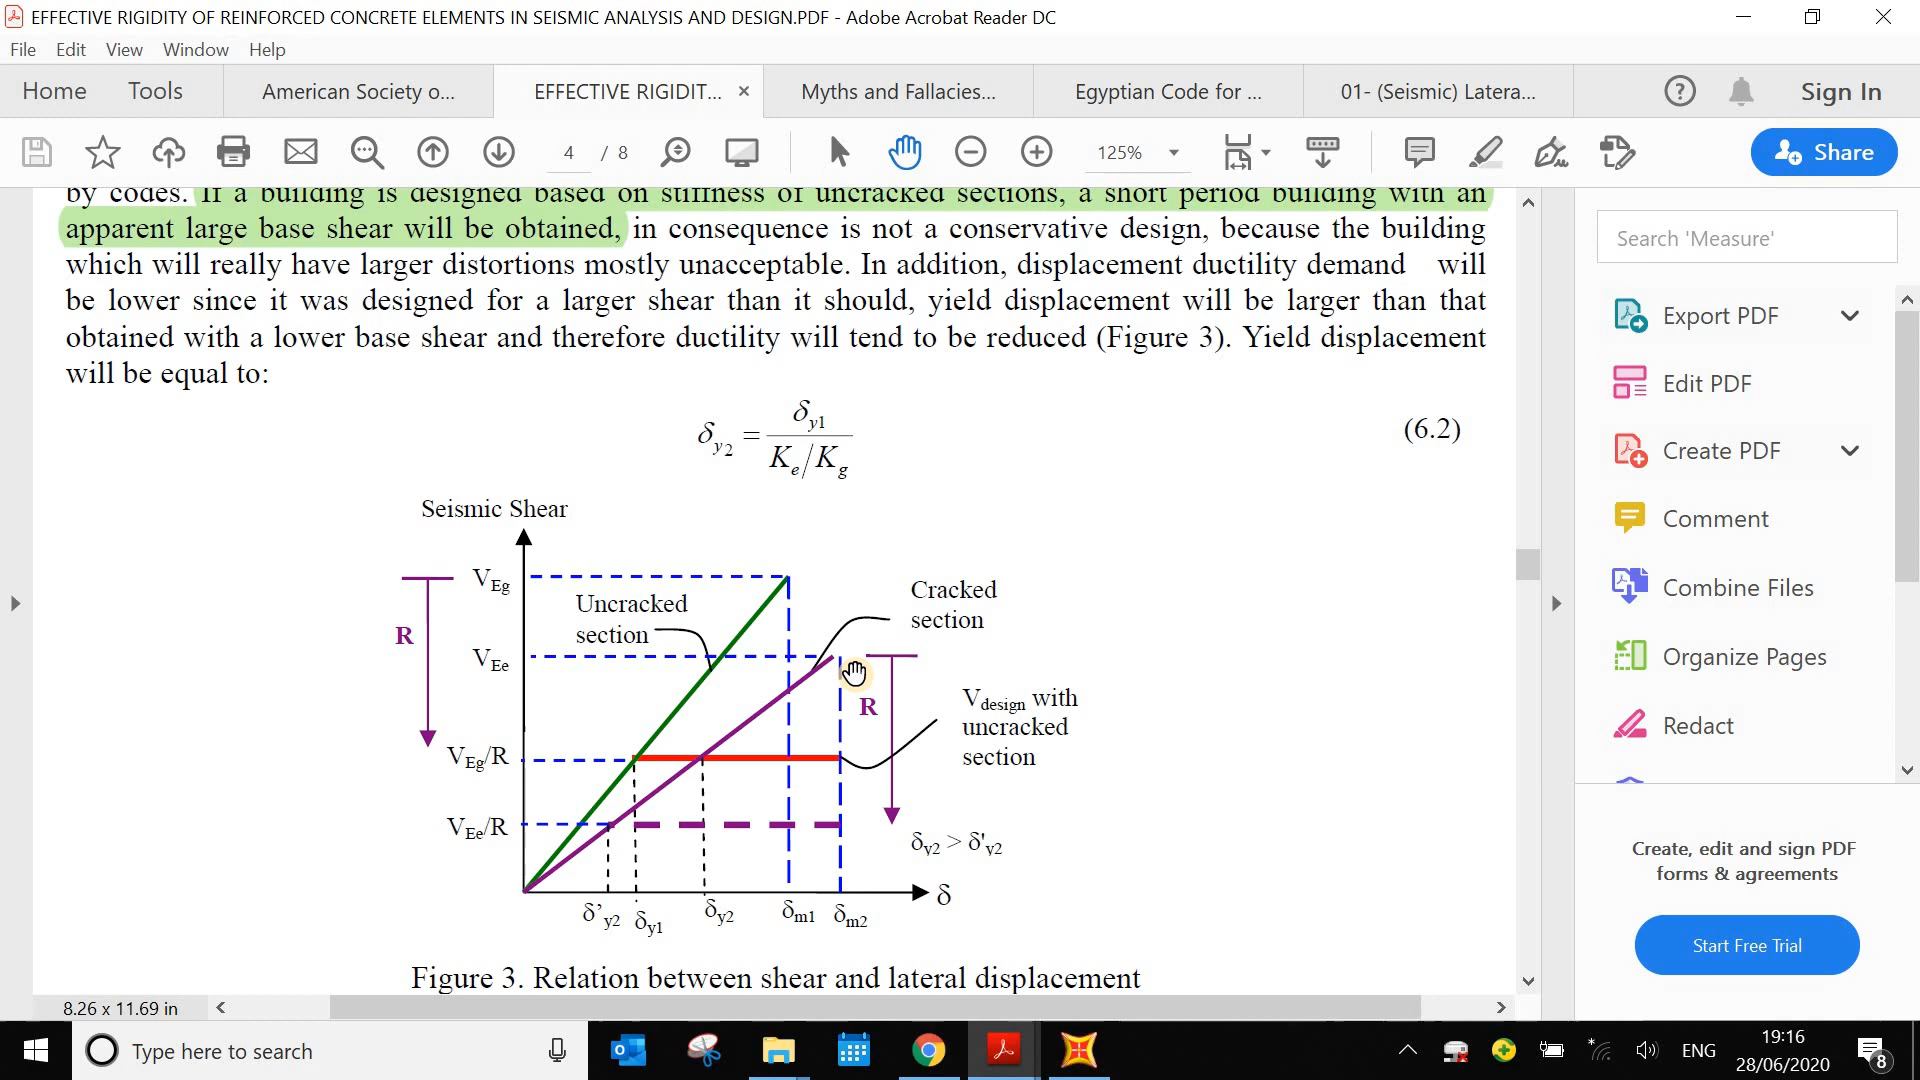 EFFECTIVE RIGIDITY OF REINFORCED CONCRETE ELEMENTS IN SEISMIC ANALYSIS AND DESIGN.PDF - Adobe Acrobat Reader DC
File Edit View Window Help
Home Tools American Society o... EFFECTIVE RIGIDIT... × Myths and Fallacies... Egyptian Code for ... 01- (Seismic) Latera... Sign In
4 / 8 125% Share
by codes. If a building is designed based on stiffness of uncracked sections, a short period building with an
apparent large base shear will be obtained, in consequence is not a conservative design, because the building
which will really have larger distortions mostly unacceptable. In addition, displacement ductility demand will
be lower since it was designed for a larger shear than it should, yield displacement will be larger than that
obtained with a lower base shear and therefore ductility will tend to be reduced (Figure 3). Yield displacement
will be equal to:
δy2 = δy1 / (Ke/Kg) (6.2)
Seismic Shear
VEg
R
Uncracked
section
Cracked
section
VEe
R
Vdesign with
uncracked
section
VEg/R
VEe/R
δy2 > δ'y2
δ
δ'y2 δy1 δy2 δm1 δm2
Figure 3. Relation between shear and lateral displacement
8.26 x 11.69 in
Search 'Measure'
Export PDF
Edit PDF
Create PDF
Comment
Combine Files
Organize Pages
Redact
Create, edit and sign PDF
forms & agreements
Start Free Trial
Type here to search
ENG
19:16
28/06/2020
8